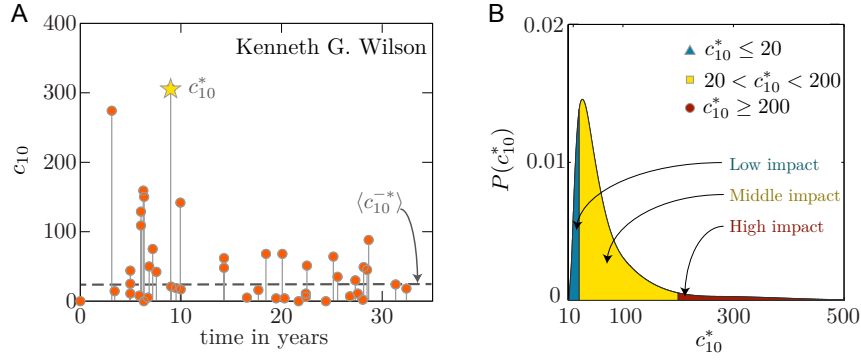 A
Kenneth G. Wilson
c*10
⟨c^{-*}_{10}⟩
c10
400
300
200
100
0
0
10
20
30
time in years
B
P(c*10)
0.02
0.01
0
c*10 ≤ 20
20 < c*10 < 200
c*10 ≥ 200
Low impact
Middle impact
High impact
10
100
300
500
c*10